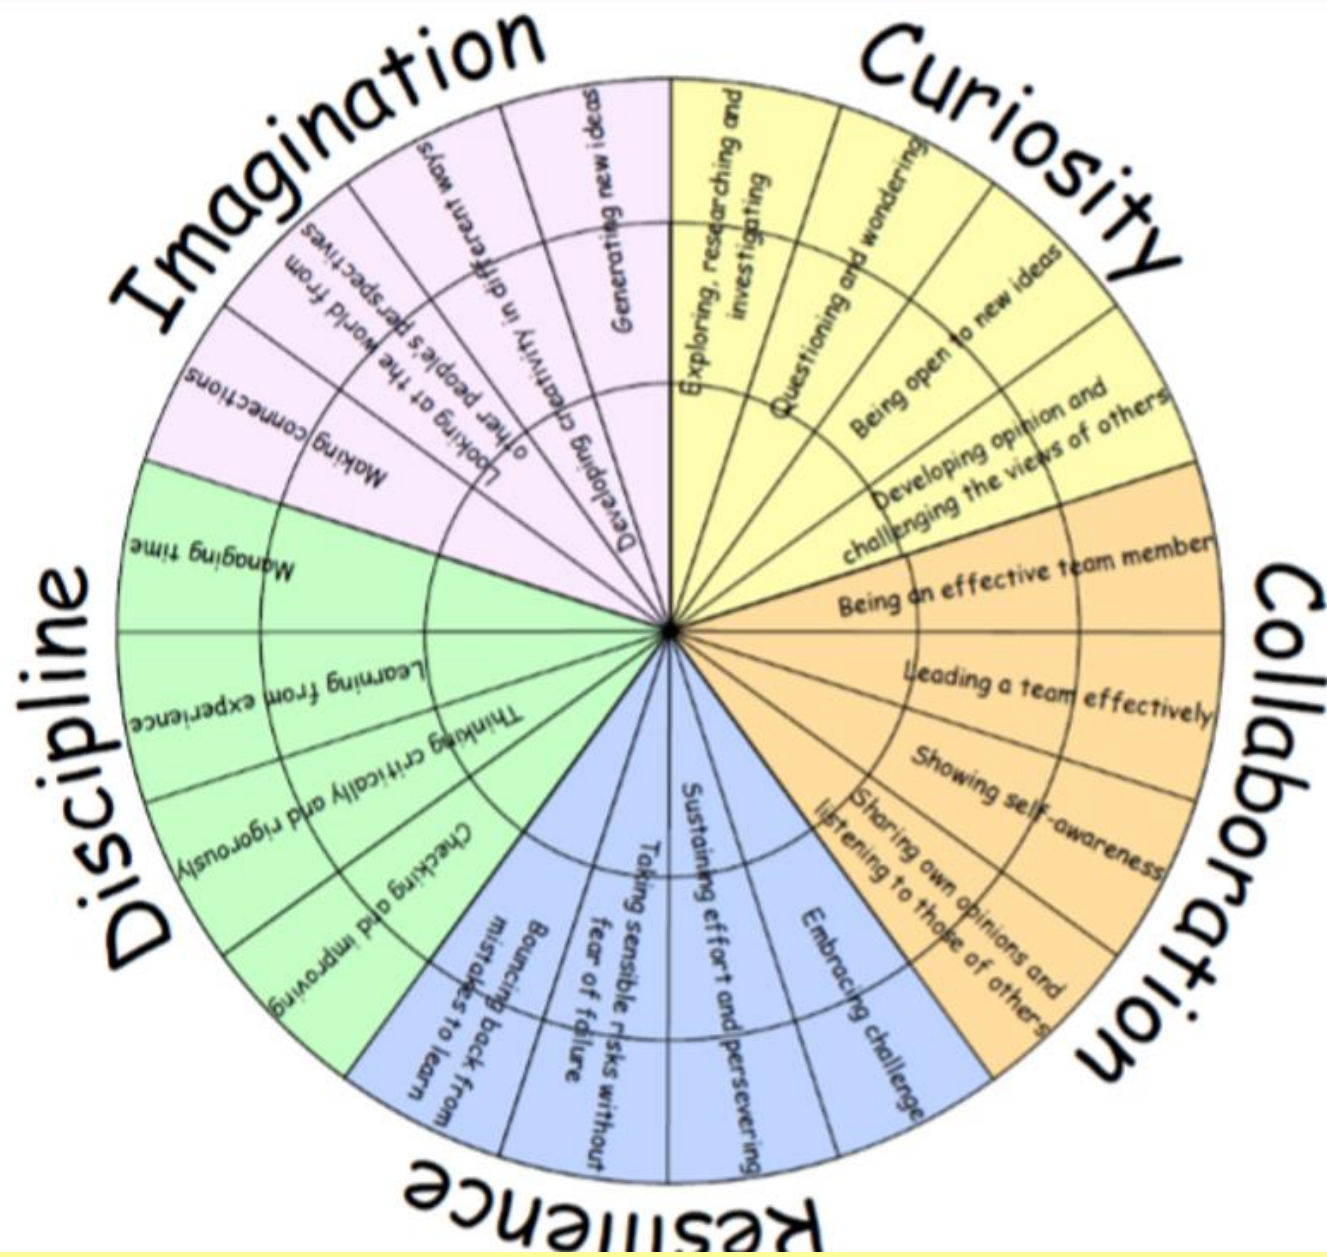 Curiosity
Exploring, researching and
investigating
Questioning and wondering
Being open to new ideas
Developing opinion and
challenging the views of others
Collaboration
Being an effective team member
Leading a team effectively
Showing self-awareness
Sharing own opinions and
listening to those of others
Resilience
Embracing challenge
Sustaining effort and persevering
Taking sensible risks without
fear of failure
Bouncing back from
mistakes to learn
Discipline
Checking and improving
Thinking critically and rigorously
Learning from experience
Managing time
Imagination
Making connections
Looking at the world from
other people's perspectives
Developing creativity in different ways
Generating new ideas